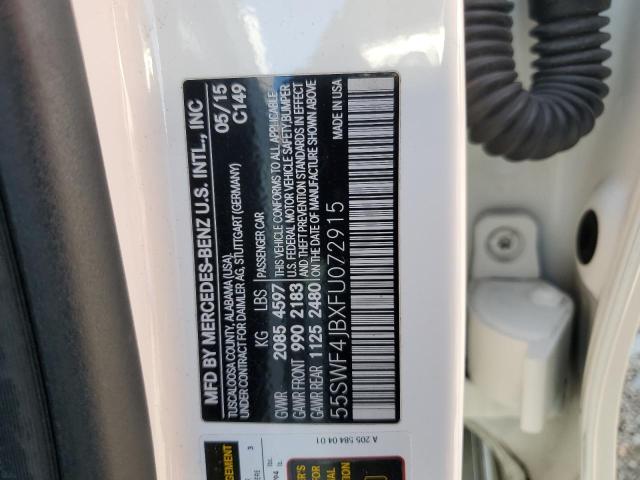 MFD BY MERCEDES-BENZ U.S. INTL., INC
TUSCALOOSA COUNTY, ALABAMA (USA)
UNDER CONTRACT FOR DAIMLER AG, STUTTGART (GERMANY)
05/15
C149
KG LBS PASSENGER CAR
GVWR 2085 4597
GAWR FRONT 990 2183
GAWR REAR 1125 2480
THIS VEHICLE CONFORMS TO ALL APPLICABLE
U.S. FEDERAL MOTOR VEHICLE SAFETY, BUMPER
AND THEFT PREVENTION STANDARDS IN EFFECT
ON THE DATE OF MANUFACTURE SHOWN ABOVE
55SWF4JBXFU072915 MADE IN USA
A 205 584 04 01
3